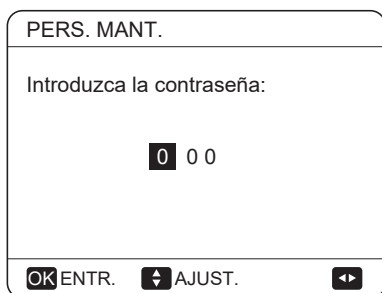 PERS. MANT.
Introduzca la contraseña:
0 0 0
OK ENTR. AJUST.